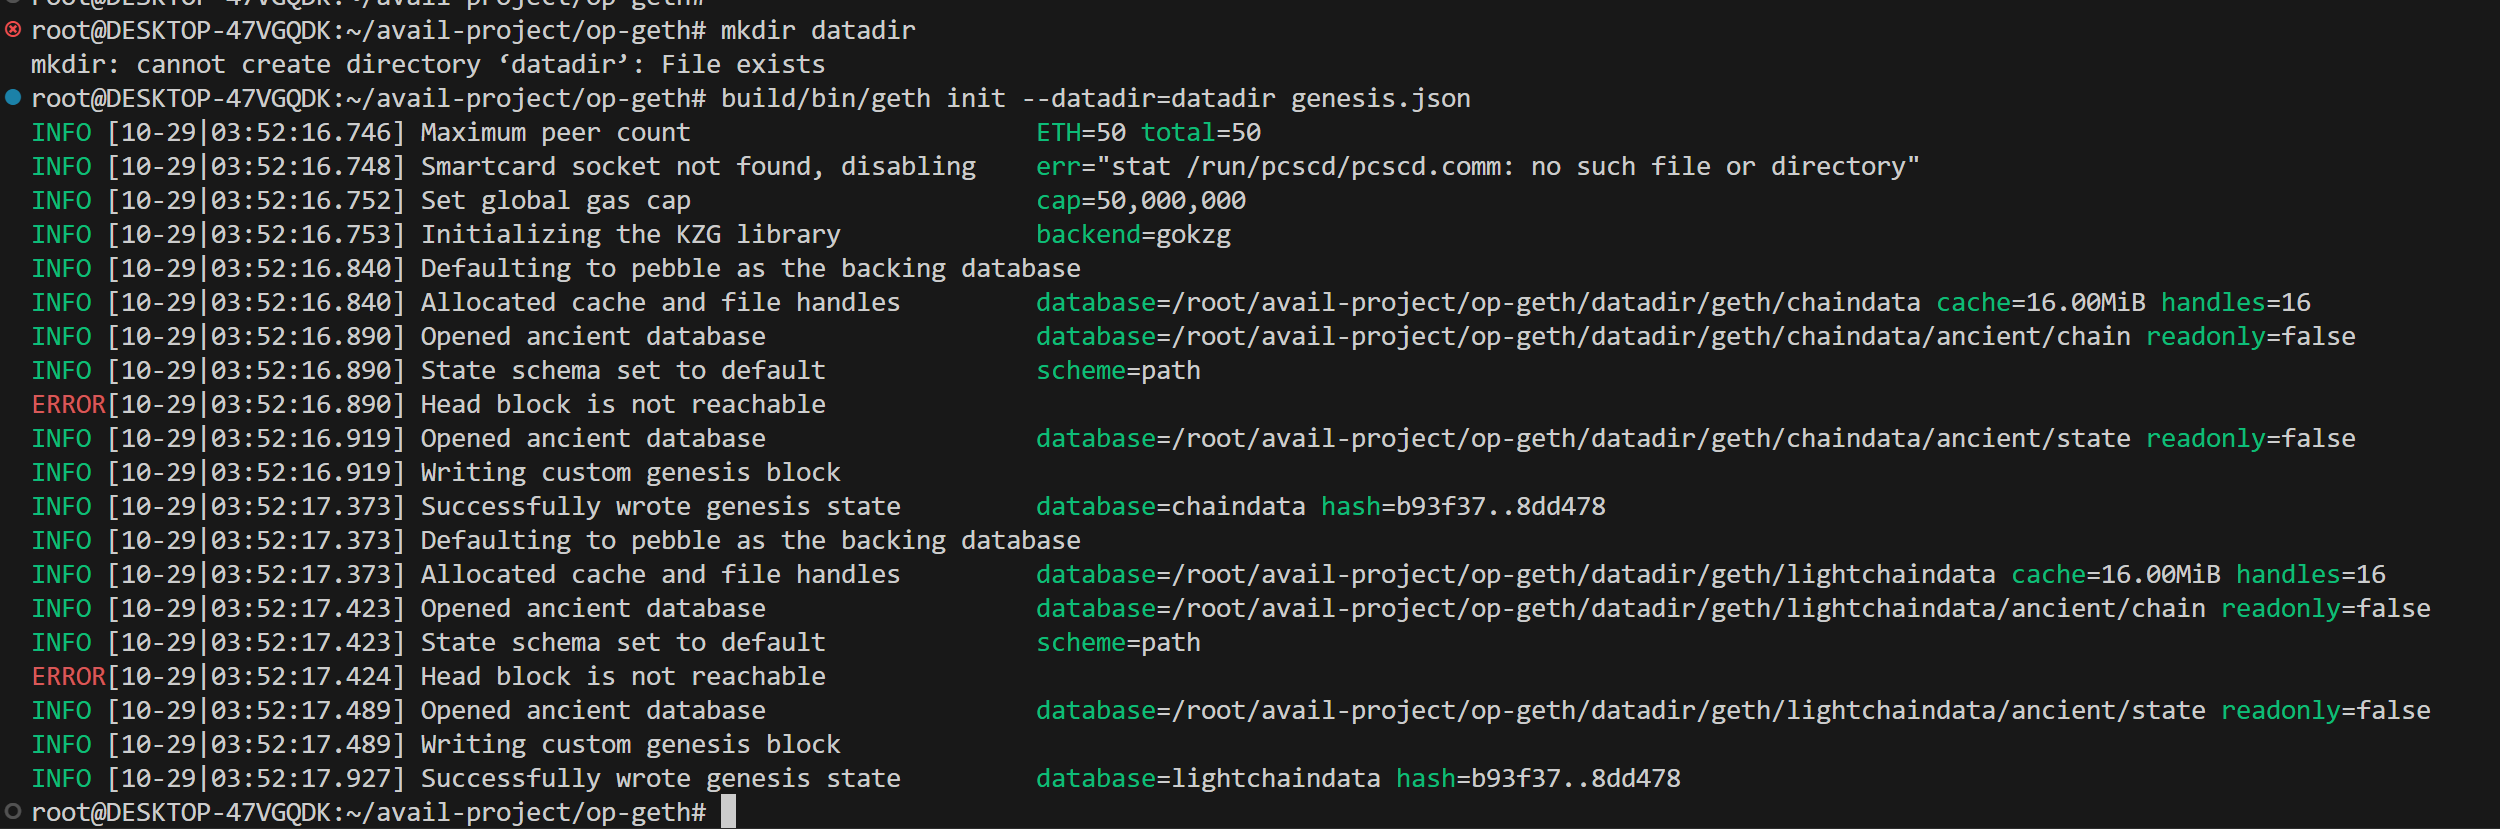 root@DESKTOP-47VGQDK:~/avail-project/op-geth#
root@DESKTOP-47VGQDK:~/avail-project/op-geth# mkdir datadir
mkdir: cannot create directory ‘datadir’: File exists
root@DESKTOP-47VGQDK:~/avail-project/op-geth# build/bin/geth init --datadir=datadir genesis.json
INFO [10-29|03:52:16.746] Maximum peer count ETH=50 total=50
INFO [10-29|03:52:16.748] Smartcard socket not found, disabling err="stat /run/pcscd/pcscd.comm: no such file or directory"
INFO [10-29|03:52:16.752] Set global gas cap cap=50,000,000
INFO [10-29|03:52:16.753] Initializing the KZG library backend=gokzg
INFO [10-29|03:52:16.840] Defaulting to pebble as the backing database
INFO [10-29|03:52:16.840] Allocated cache and file handles database=/root/avail-project/op-geth/datadir/geth/chaindata cache=16.00MiB handles=16
INFO [10-29|03:52:16.890] Opened ancient database database=/root/avail-project/op-geth/datadir/geth/chaindata/ancient/chain readonly=false
INFO [10-29|03:52:16.890] State schema set to default scheme=path
ERROR[10-29|03:52:16.890] Head block is not reachable
INFO [10-29|03:52:16.919] Opened ancient database database=/root/avail-project/op-geth/datadir/geth/chaindata/ancient/state readonly=false
INFO [10-29|03:52:16.919] Writing custom genesis block
INFO [10-29|03:52:17.373] Successfully wrote genesis state database=chaindata hash=b93f37..8dd478
INFO [10-29|03:52:17.373] Defaulting to pebble as the backing database
INFO [10-29|03:52:17.373] Allocated cache and file handles database=/root/avail-project/op-geth/datadir/geth/lightchaindata cache=16.00MiB handles=16
INFO [10-29|03:52:17.423] Opened ancient database database=/root/avail-project/op-geth/datadir/geth/lightchaindata/ancient/chain readonly=false
INFO [10-29|03:52:17.423] State schema set to default scheme=path
ERROR[10-29|03:52:17.424] Head block is not reachable
INFO [10-29|03:52:17.489] Opened ancient database database=/root/avail-project/op-geth/datadir/geth/lightchaindata/ancient/state readonly=false
INFO [10-29|03:52:17.489] Writing custom genesis block
INFO [10-29|03:52:17.927] Successfully wrote genesis state database=lightchaindata hash=b93f37..8dd478
root@DESKTOP-47VGQDK:~/avail-project/op-geth#